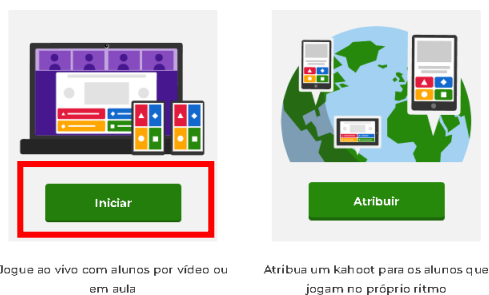 Iniciar
Atribuir
Jogue ao vivo com alunos por vídeo ou
em aula
Atribua um kahoot para os alunos que
jogam no próprio ritmo